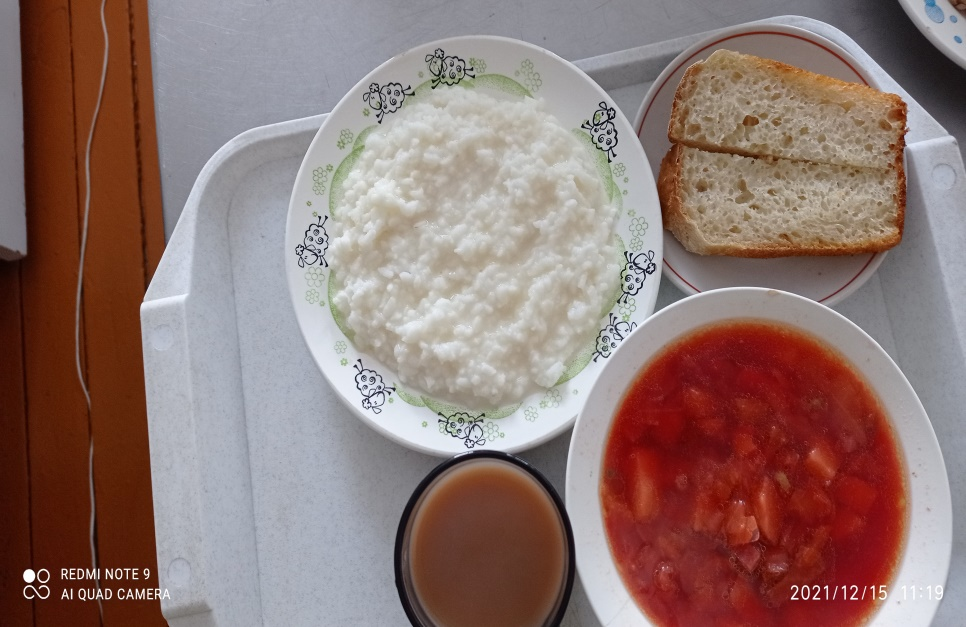 REDMI NOTE 9
AI QUAD CAMERA
2021/12/15 11:19